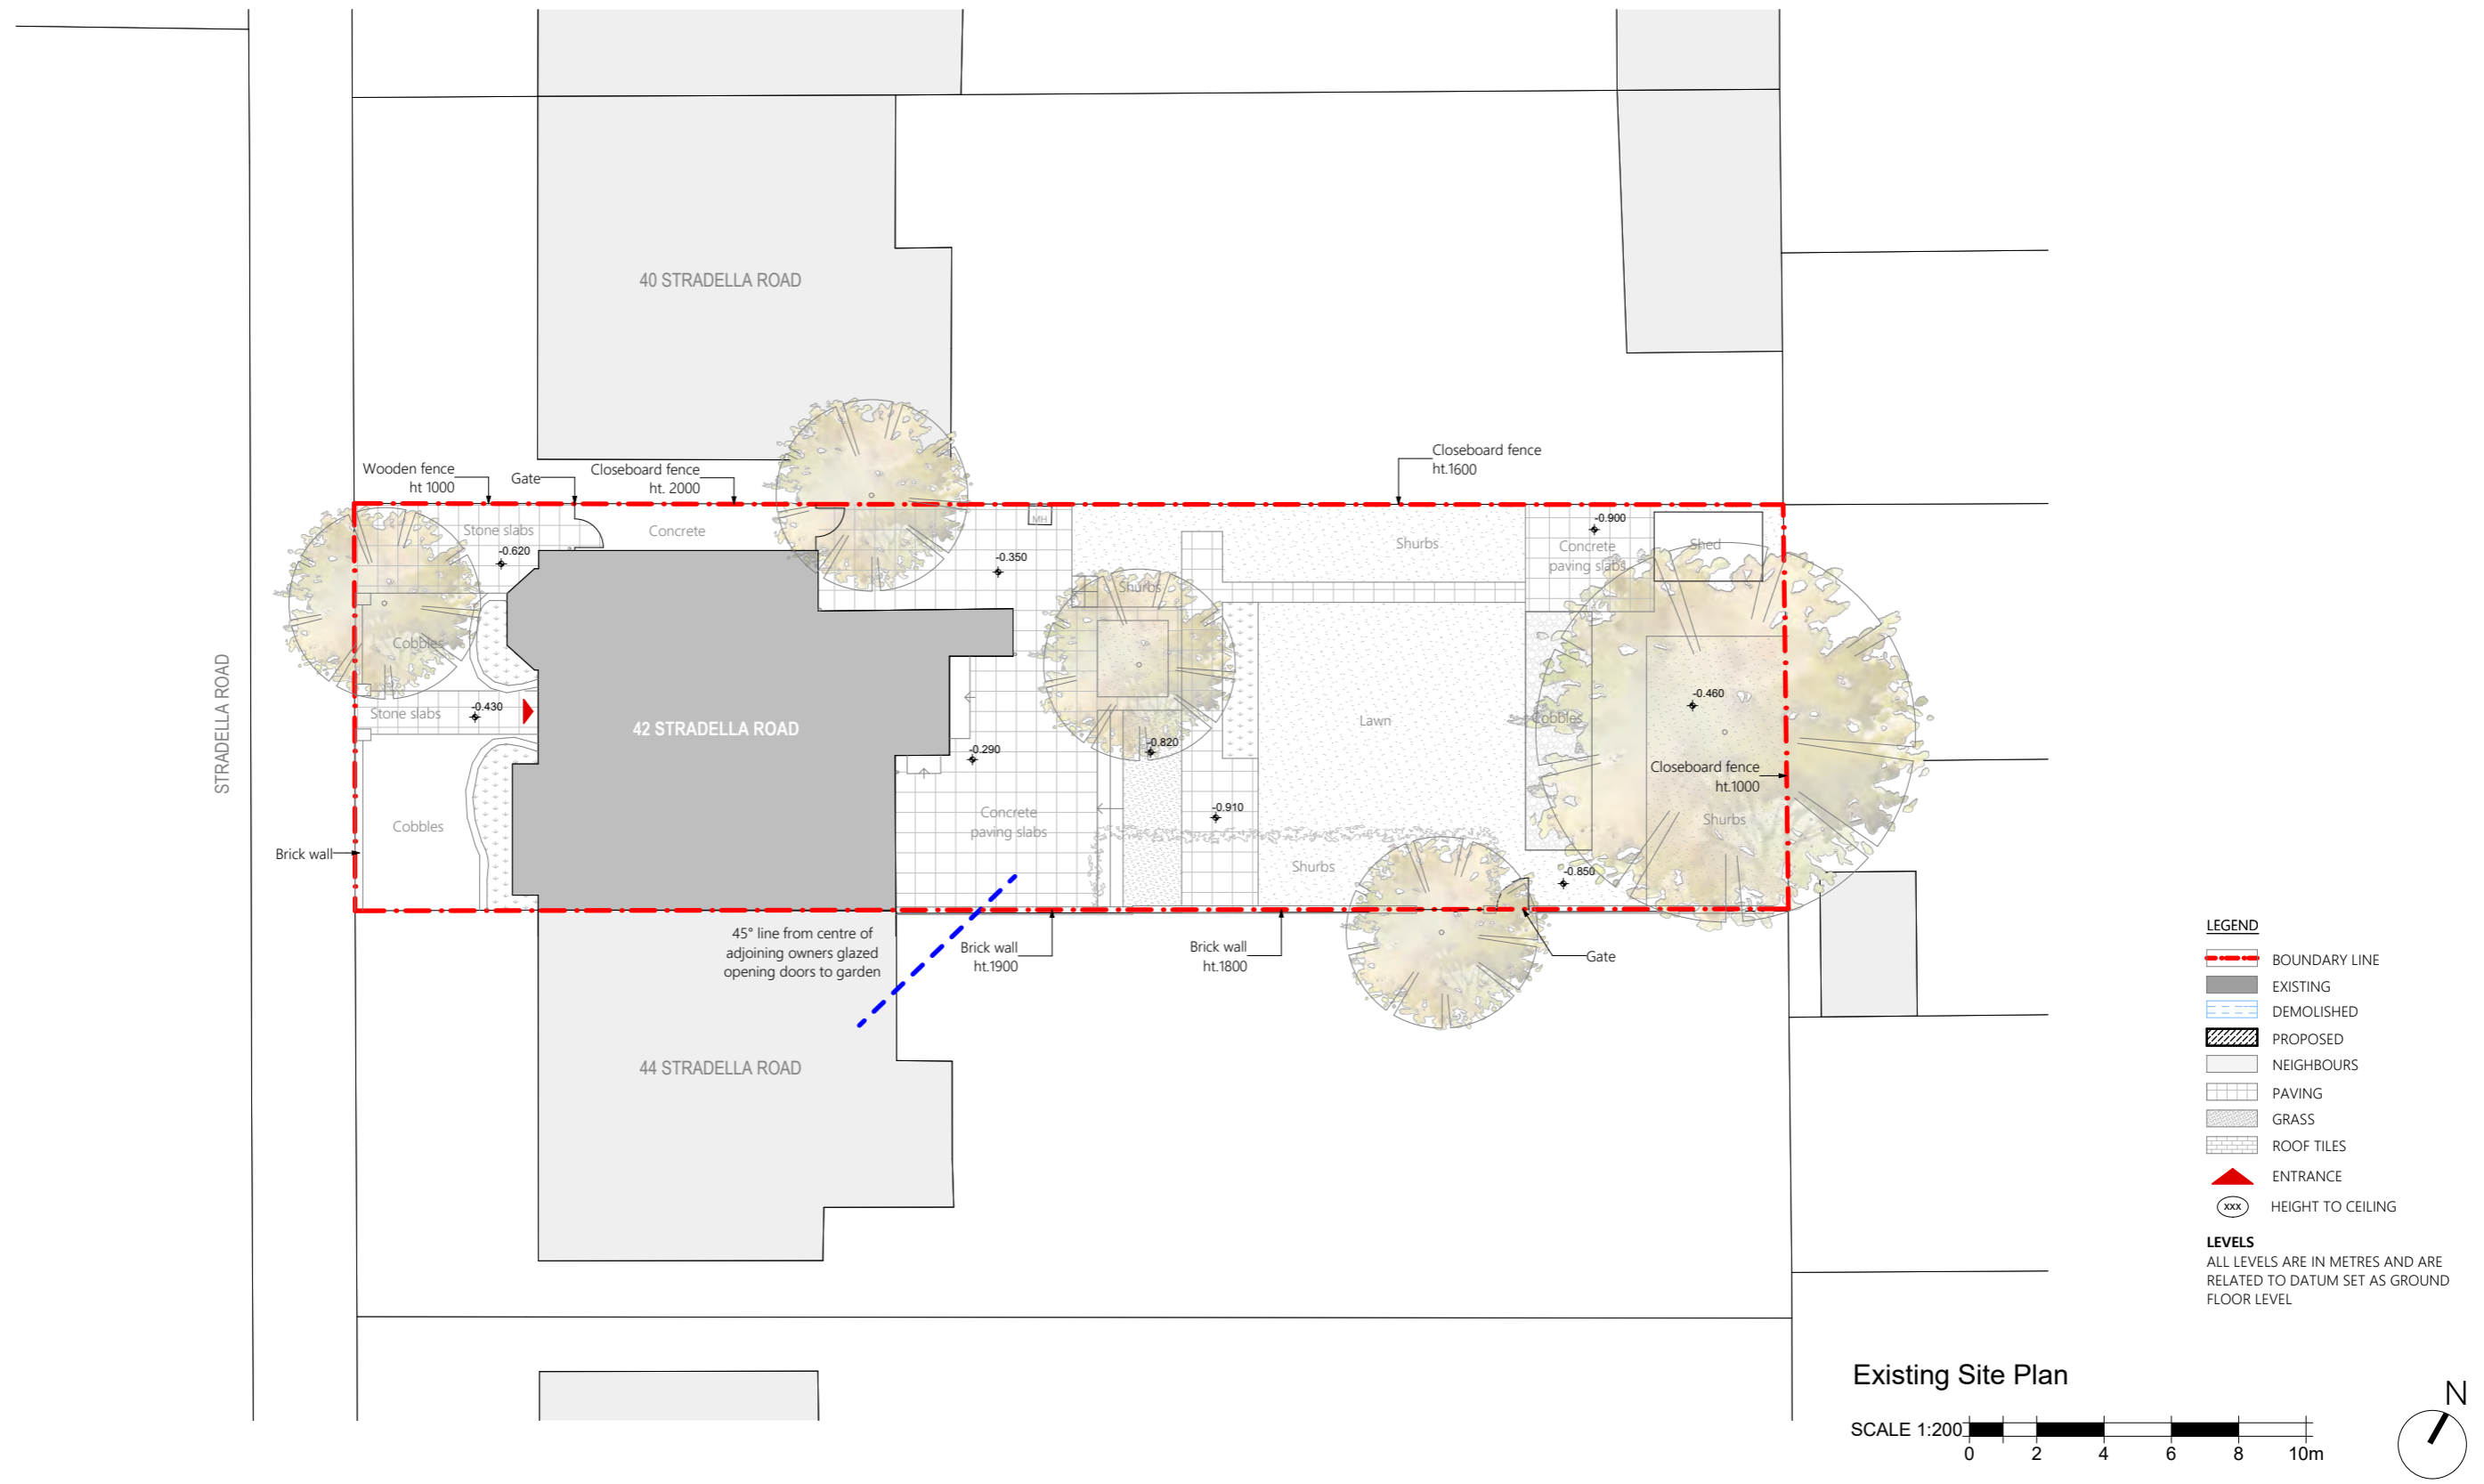 40 STRADELLA ROAD
Wooden fence
ht 1000
Gate
Closeboard fence
ht. 2000
Closeboard fence
ht.1600
Stone slabs
-0.620
Concrete
MH
-0.350
Shurbs
Shurbs
-0.900
Concrete
paving slabs
Shed
Cobbles
STRADELLA ROAD
Stone slabs
-0.430
42 STRADELLA ROAD
-0.290
-0.820
Lawn
Cobbles
-0.460
Closeboard fence
ht.1000
-0.910
Concrete
paving slabs
Shurbs
Cobbles
Brick wall
Shurbs
-0.850
45° line from centre of
adjoining owners glazed
opening doors to garden
Brick wall
ht.1900
Brick wall
ht.1800
Gate
44 STRADELLA ROAD
LEGEND
BOUNDARY LINE
EXISTING
DEMOLISHED
PROPOSED
NEIGHBOURS
PAVING
GRASS
ROOF TILES
ENTRANCE
xxx HEIGHT TO CEILING
LEVELS
ALL LEVELS ARE IN METRES AND ARE
RELATED TO DATUM SET AS GROUND
FLOOR LEVEL
Existing Site Plan
SCALE 1:200
0 2 4 6 8 10m
N